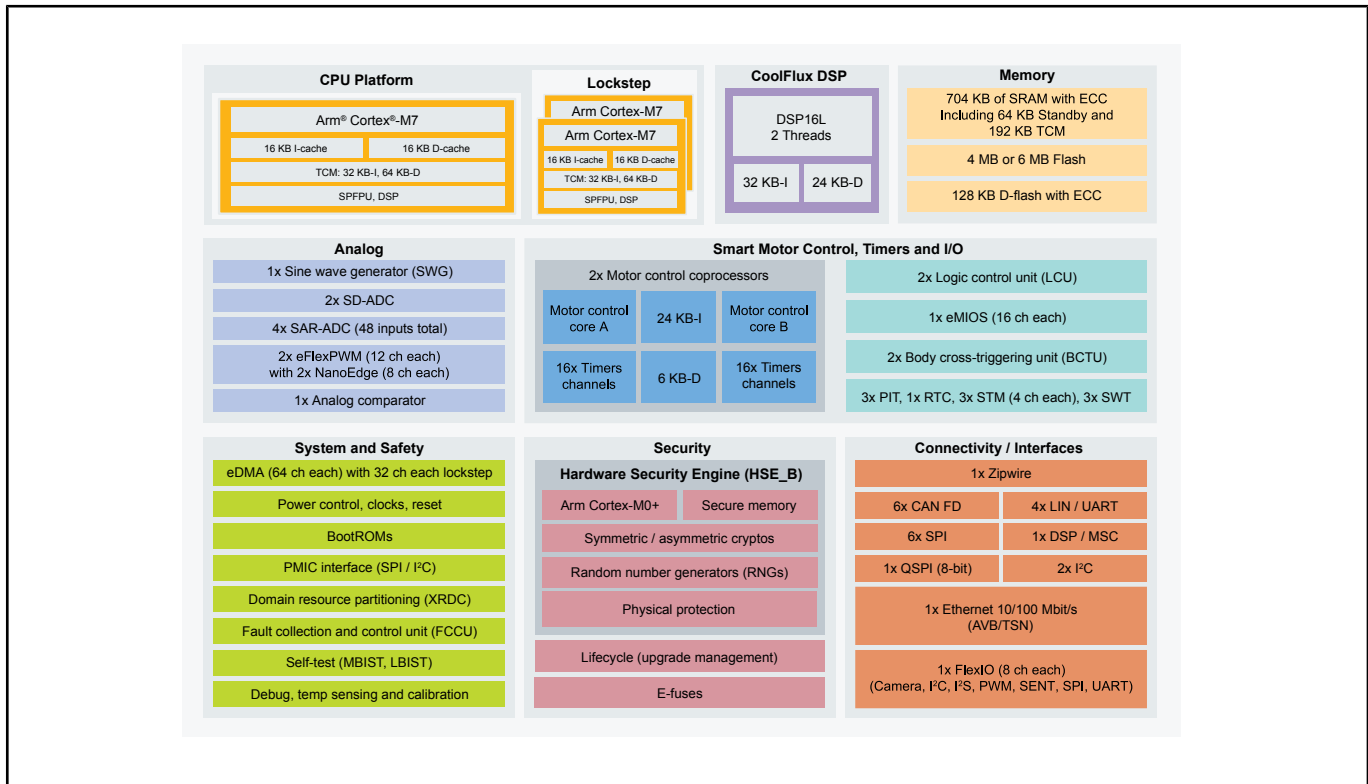 CPU Platform
Arm® Cortex®-M7
16 KB I-cache
16 KB D-cache
TCM: 32 KB-I, 64 KB-D
SPFPU, DSP
Lockstep
Arm Cortex-M7
Arm Cortex-M7
16 KB I-cache
16 KB D-cache
TCM: 32 KB-I, 64 KB-D
SPFPU, DSP
CoolFlux DSP
DSP16L
2 Threads
32 KB-I
24 KB-D
Memory
704 KB of SRAM with ECC
Including 64 KB Standby and
192 KB TCM
4 MB or 6 MB Flash
128 KB D-flash with ECC
Analog
1x Sine wave generator (SWG)
2x SD-ADC
4x SAR-ADC (48 inputs total)
2x eFlexPWM (12 ch each)
with 2x NanoEdge (8 ch each)
1x Analog comparator
Smart Motor Control, Timers and I/O
2x Motor control coprocessors
Motor control
core A
24 KB-I
Motor control
core B
16x Timers
channels
6 KB-D
16x Timers
channels
2x Logic control unit (LCU)
1x eMIOS (16 ch each)
2x Body cross-triggering unit (BCTU)
3x PIT, 1x RTC, 3x STM (4 ch each), 3x SWT
System and Safety
eDMA (64 ch each) with 32 ch each lockstep
Power control, clocks, reset
BootROMs
PMIC interface (SPI / I²C)
Domain resource partitioning (XRDC)
Fault collection and control unit (FCCU)
Self-test (MBIST, LBIST)
Debug, temp sensing and calibration
Security
Hardware Security Engine (HSE_B)
Arm Cortex-M0+
Secure memory
Symmetric / asymmetric cryptos
Random number generators (RNGs)
Physical protection
Lifecycle (upgrade management)
E-fuses
Connectivity / Interfaces
1x Zipwire
6x CAN FD
4x LIN / UART
6x SPI
1x DSP / MSC
1x QSPI (8-bit)
2x I²C
1x Ethernet 10/100 Mbit/s
(AVB/TSN)
1x FlexIO (8 ch each)
(Camera, I²C, I²S, PWM, SENT, SPI, UART)